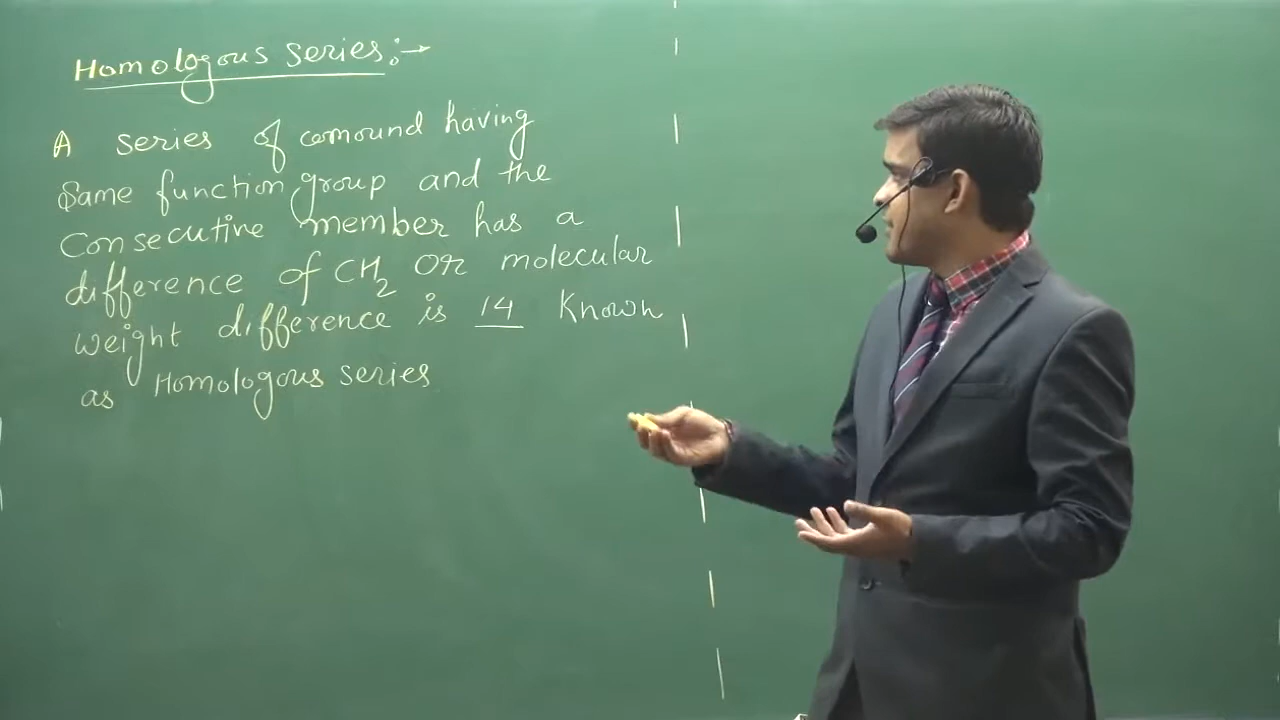 Homologous series:→
A series of comound having
Same function group and the
Consecutive member has a
difference of CH₂ OR molecular
weight difference is 14 Known
as Homologous series